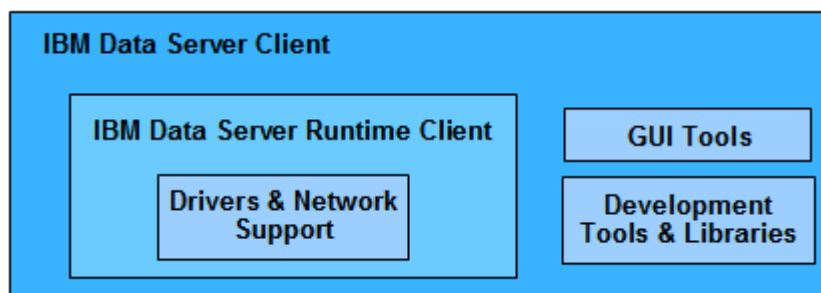 IBM Data Server Client
IBM Data Server Runtime Client
Drivers & Network
Support
GUI Tools
Development
Tools & Libraries